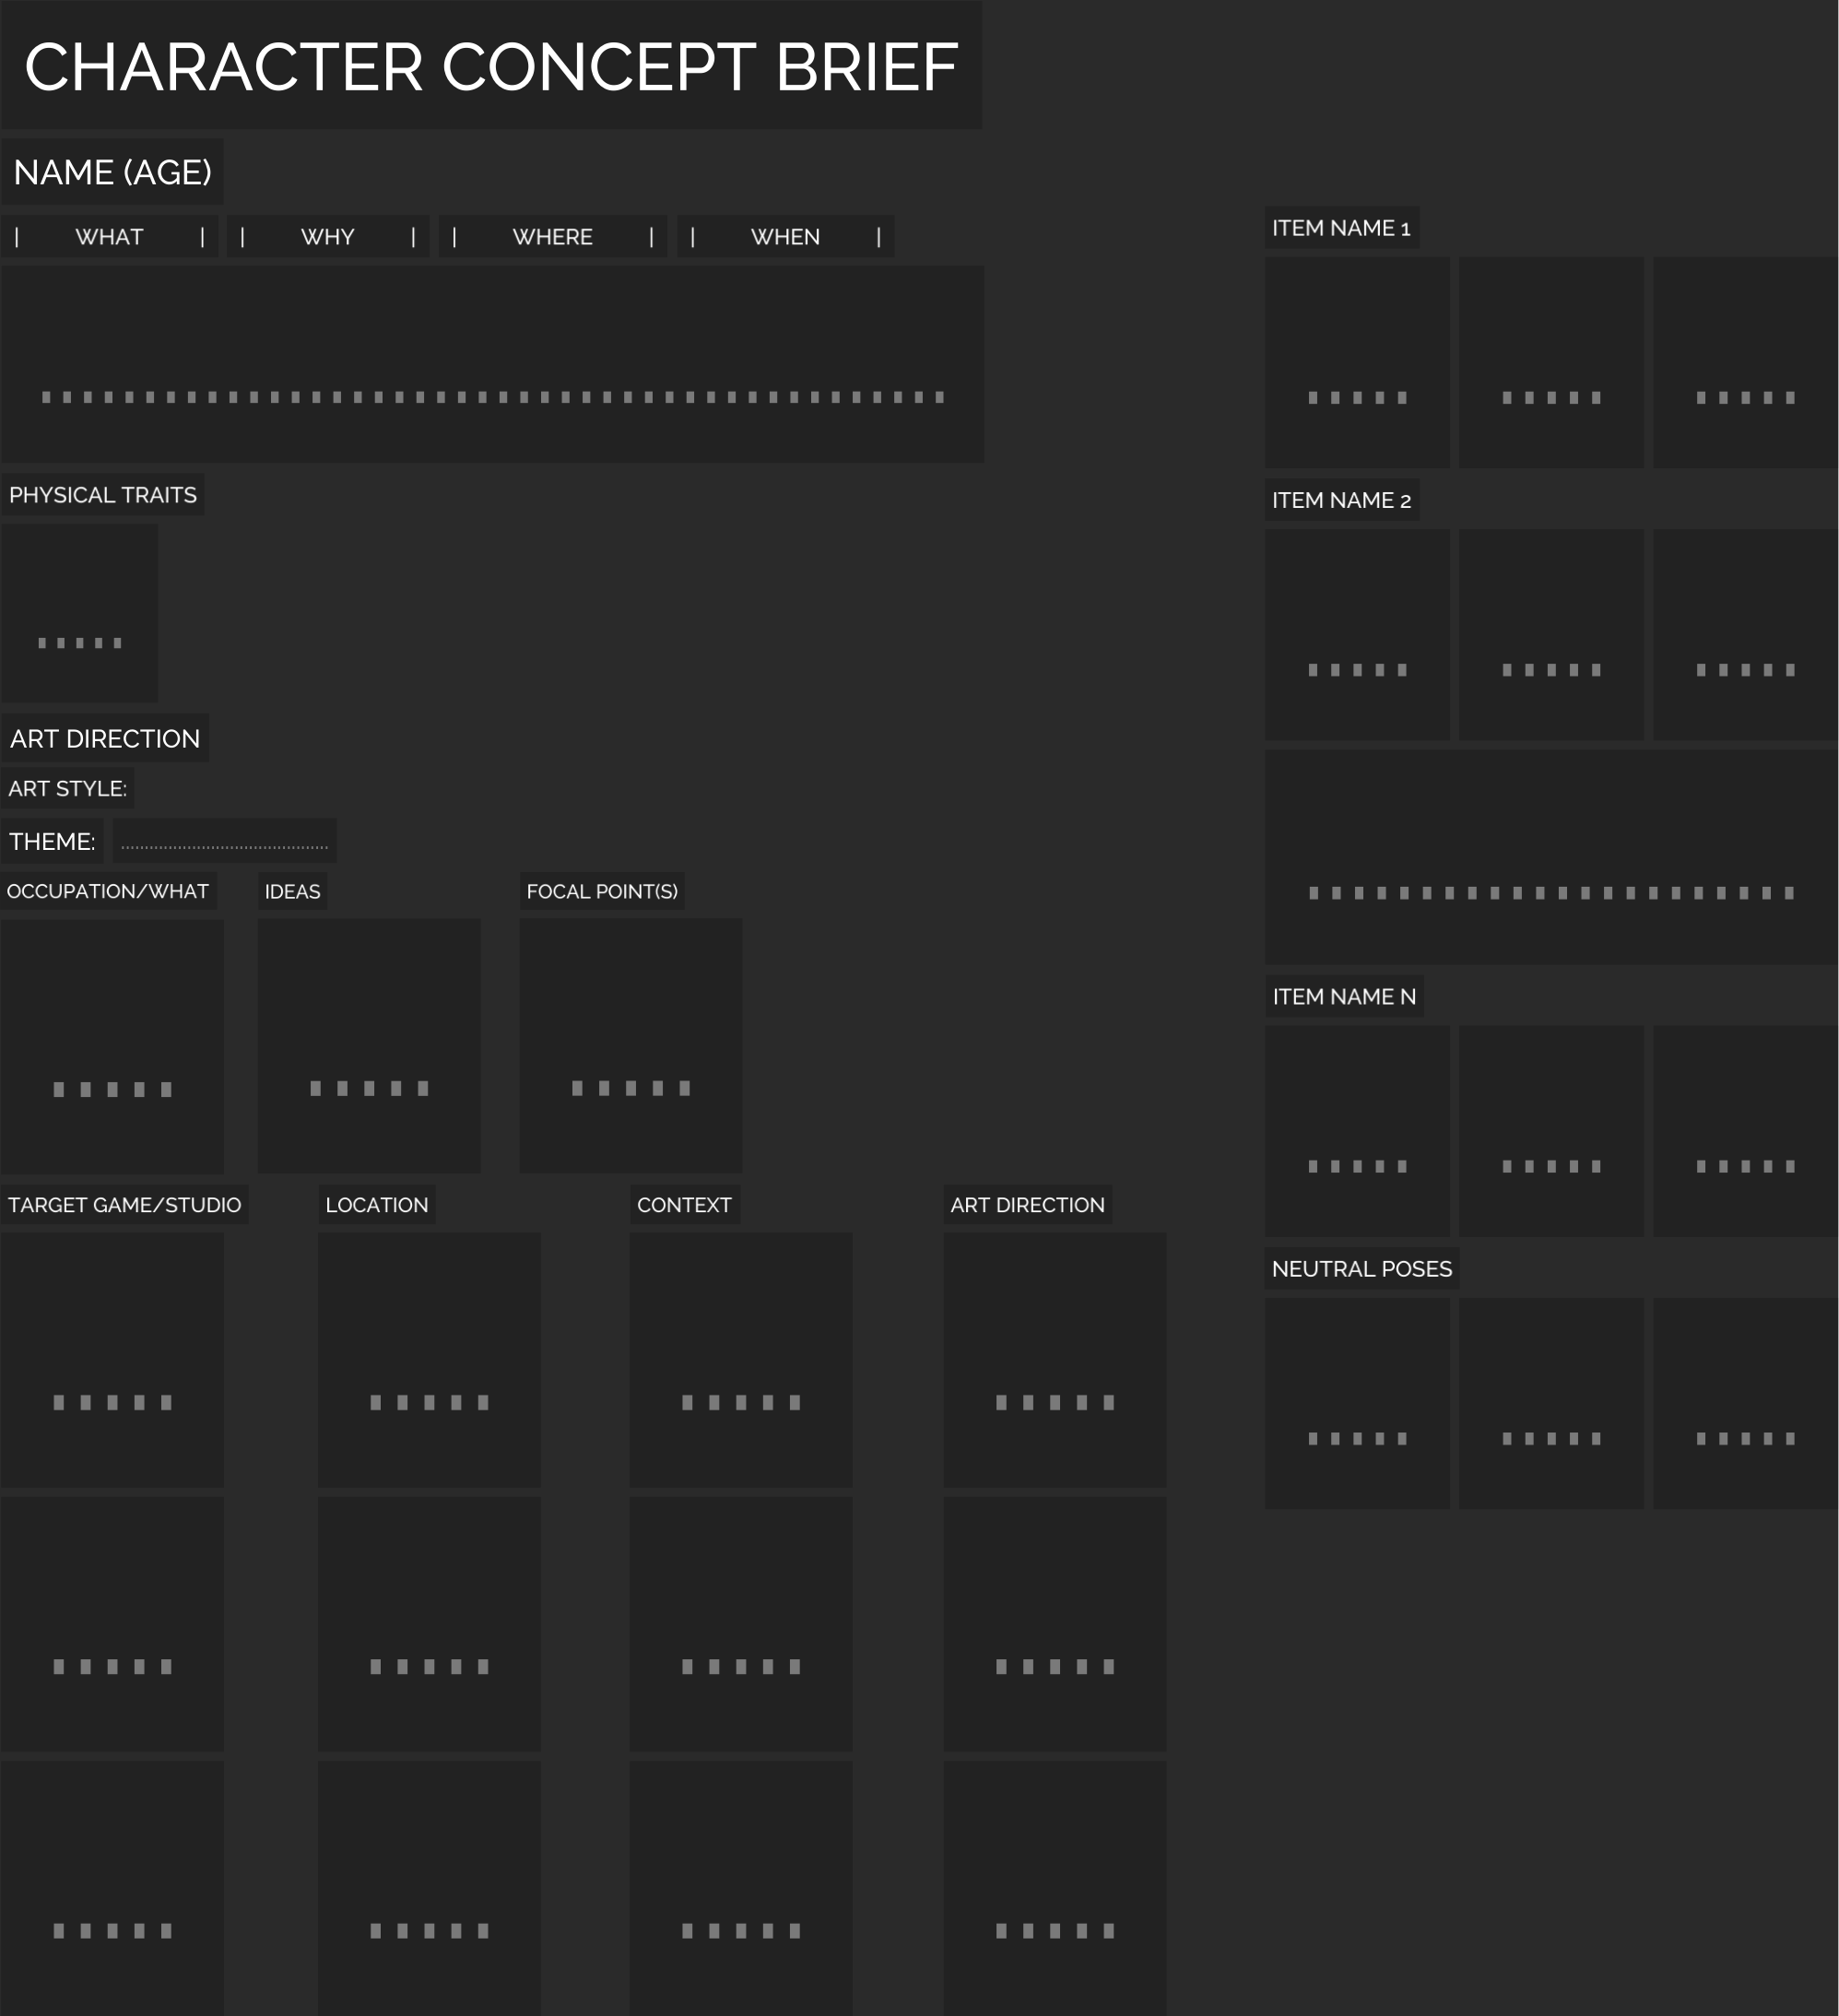 CHARACTER CONCEPT BRIEF
NAME (AGE)
| WHAT | | WHY | | WHERE | | WHEN |
.....
PHYSICAL TRAITS
.....
ART DIRECTION
ART STYLE:
THEME: .....
OCCUPATION/WHAT IDEAS FOCAL POINT(S)
..... ..... .....
TARGET GAME/STUDIO LOCATION CONTEXT ART DIRECTION
..... ..... ..... .....
..... ..... ..... .....
..... ..... ..... .....
ITEM NAME 1
..... ..... .....
ITEM NAME 2
..... ..... .....
.....
ITEM NAME N
..... ..... .....
NEUTRAL POSES
..... ..... .....